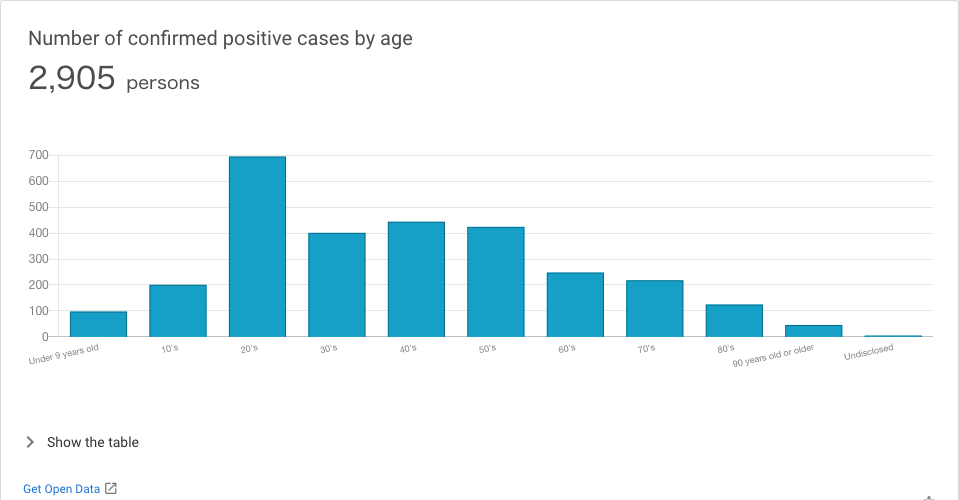 Number of confirmed positive cases by age
2,905 persons
700
600
500
400
300
200
100
0
Under 9 years old
10's
20's
30's
40's
50's
60's
70's
80's
90 years old or older
Undisclosed
Show the table
Get Open Data